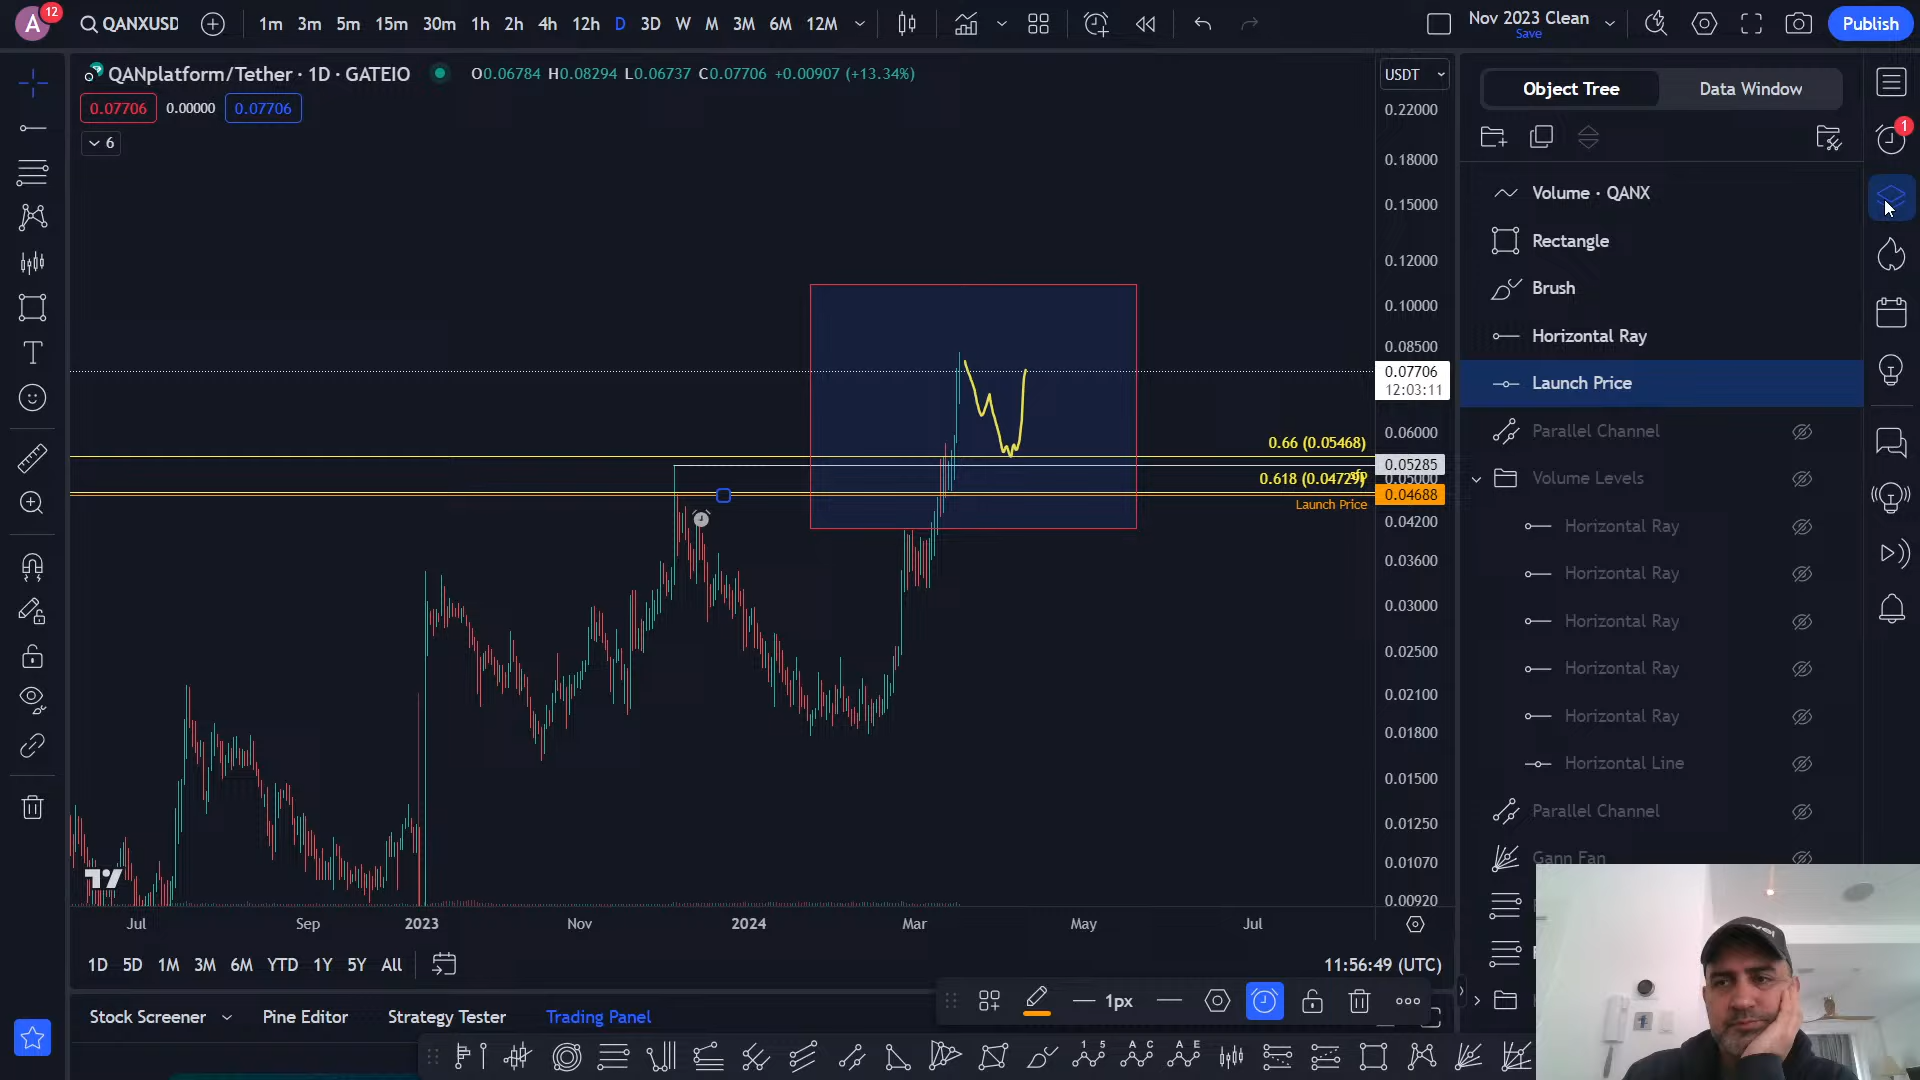 A 12 QANXUSD 1m 3m 5m 15m 30m 1h 2h 4h 12h D 3D W M 3M 6M 12M Nov 2023 Clean Save Publish
QANplatform/Tether · 1D · GATEIO O0.06784 H0.08294 L0.06737 C0.07706 +0.00907 (+13.34%)
0.07706 0.00000 0.07706
6
USDT
0.22000
0.18000
0.15000
0.12000
0.10000
0.08500
0.07706
12:03:11
0.06000
0.05285
0.05000
0.04688
0.04200
0.03600
0.03000
0.02500
0.02100
0.01800
0.01500
0.01250
0.01070
0.00920
0.66 (0.05468)
0.618 (0.04729)
sfp
Launch Price
Jul Sep 2023 Nov 2024 Mar May Jul
1D 5D 1M 3M 6M YTD 1Y 5Y All 11:56:49 (UTC)
1px
Stock Screener Pine Editor Strategy Tester Trading Panel
Object Tree Data Window
1
Volume · QANX
Rectangle
Brush
Horizontal Ray
Launch Price
Parallel Channel
Volume Levels
Horizontal Ray
Horizontal Ray
Horizontal Ray
Horizontal Ray
Horizontal Ray
Horizontal Line
Parallel Channel
Gann Fan